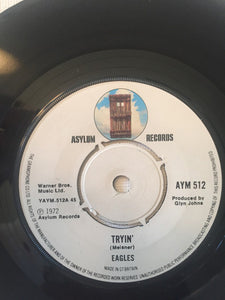 ASYLUM RECORDS
Warner Bros.
Music Ltd.
YAYM.512A 45
℗ 1972
Asylum Records
AYM 512
Produced by
Glyn Johns
TRYIN'
(Meisner)
EAGLES
MADE IN GT.BRITAIN